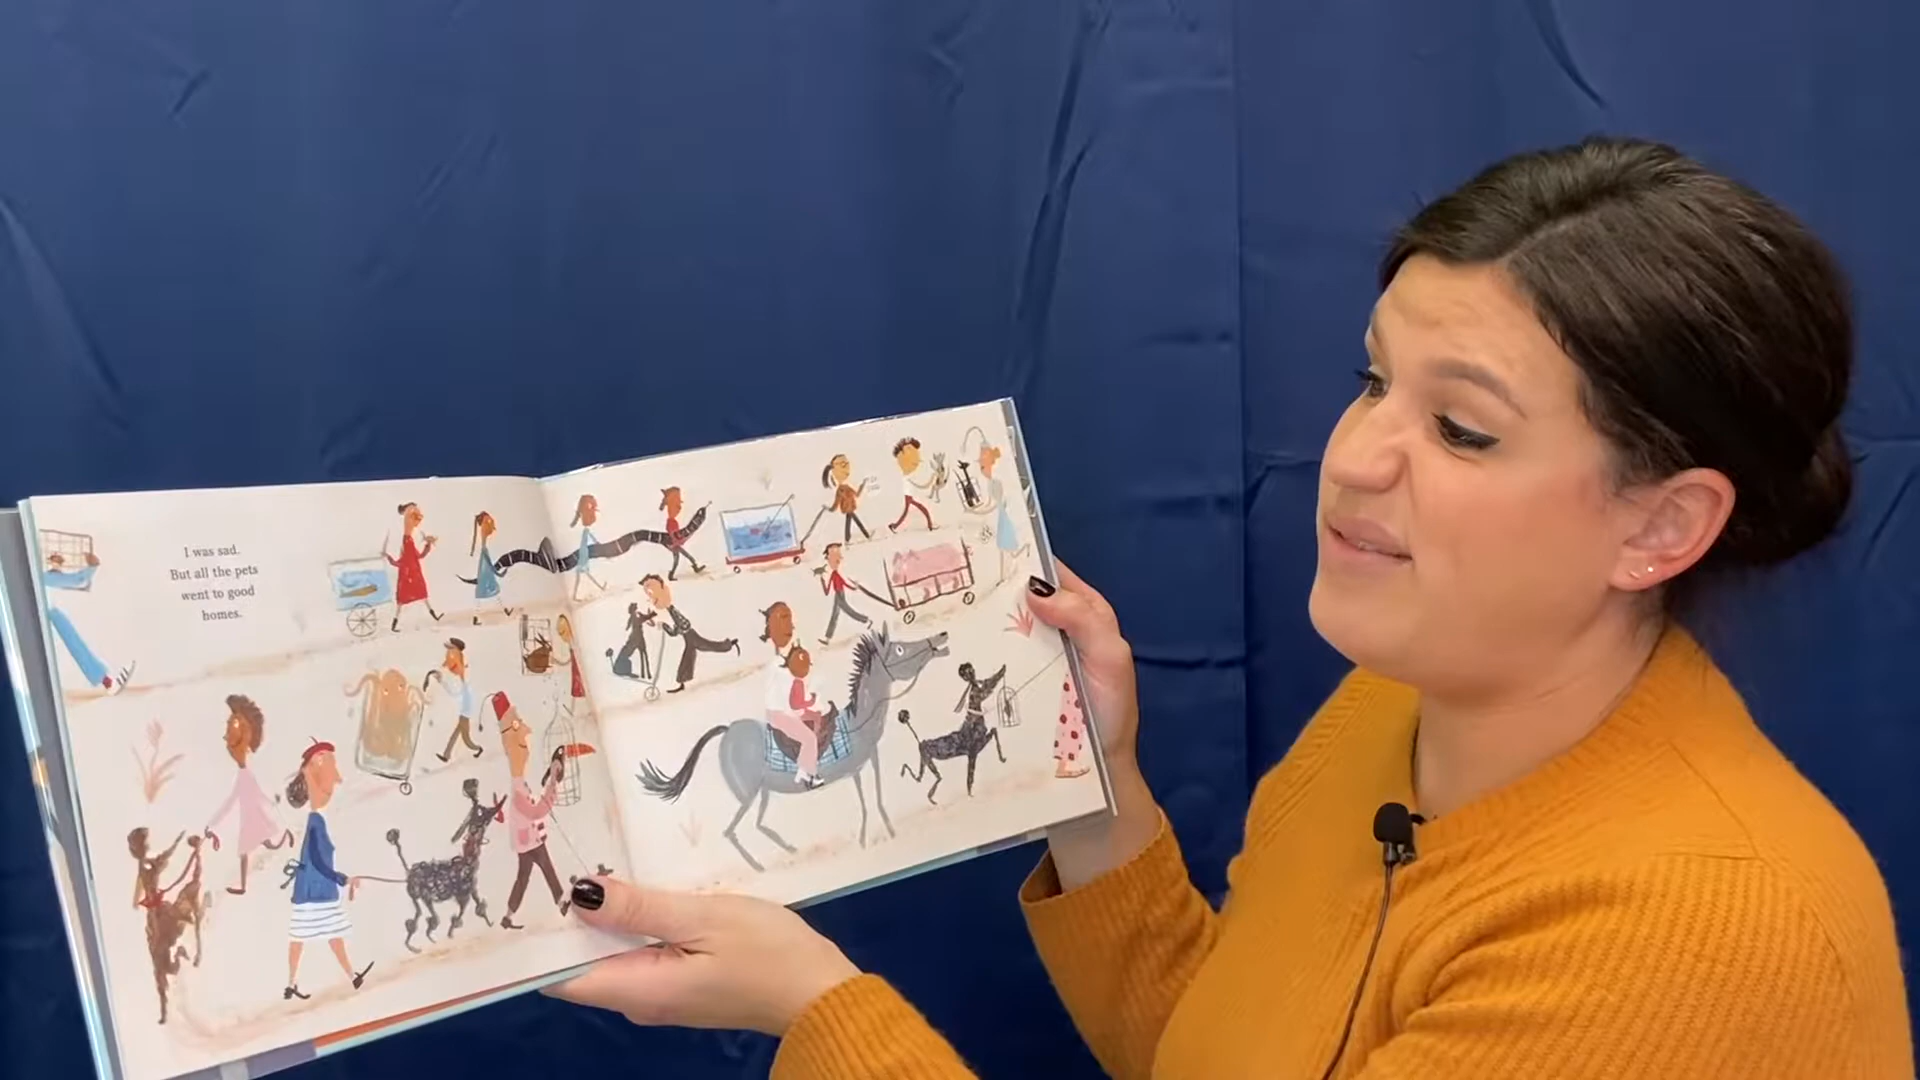 I was sad.
But all the pets
went to good
homes.